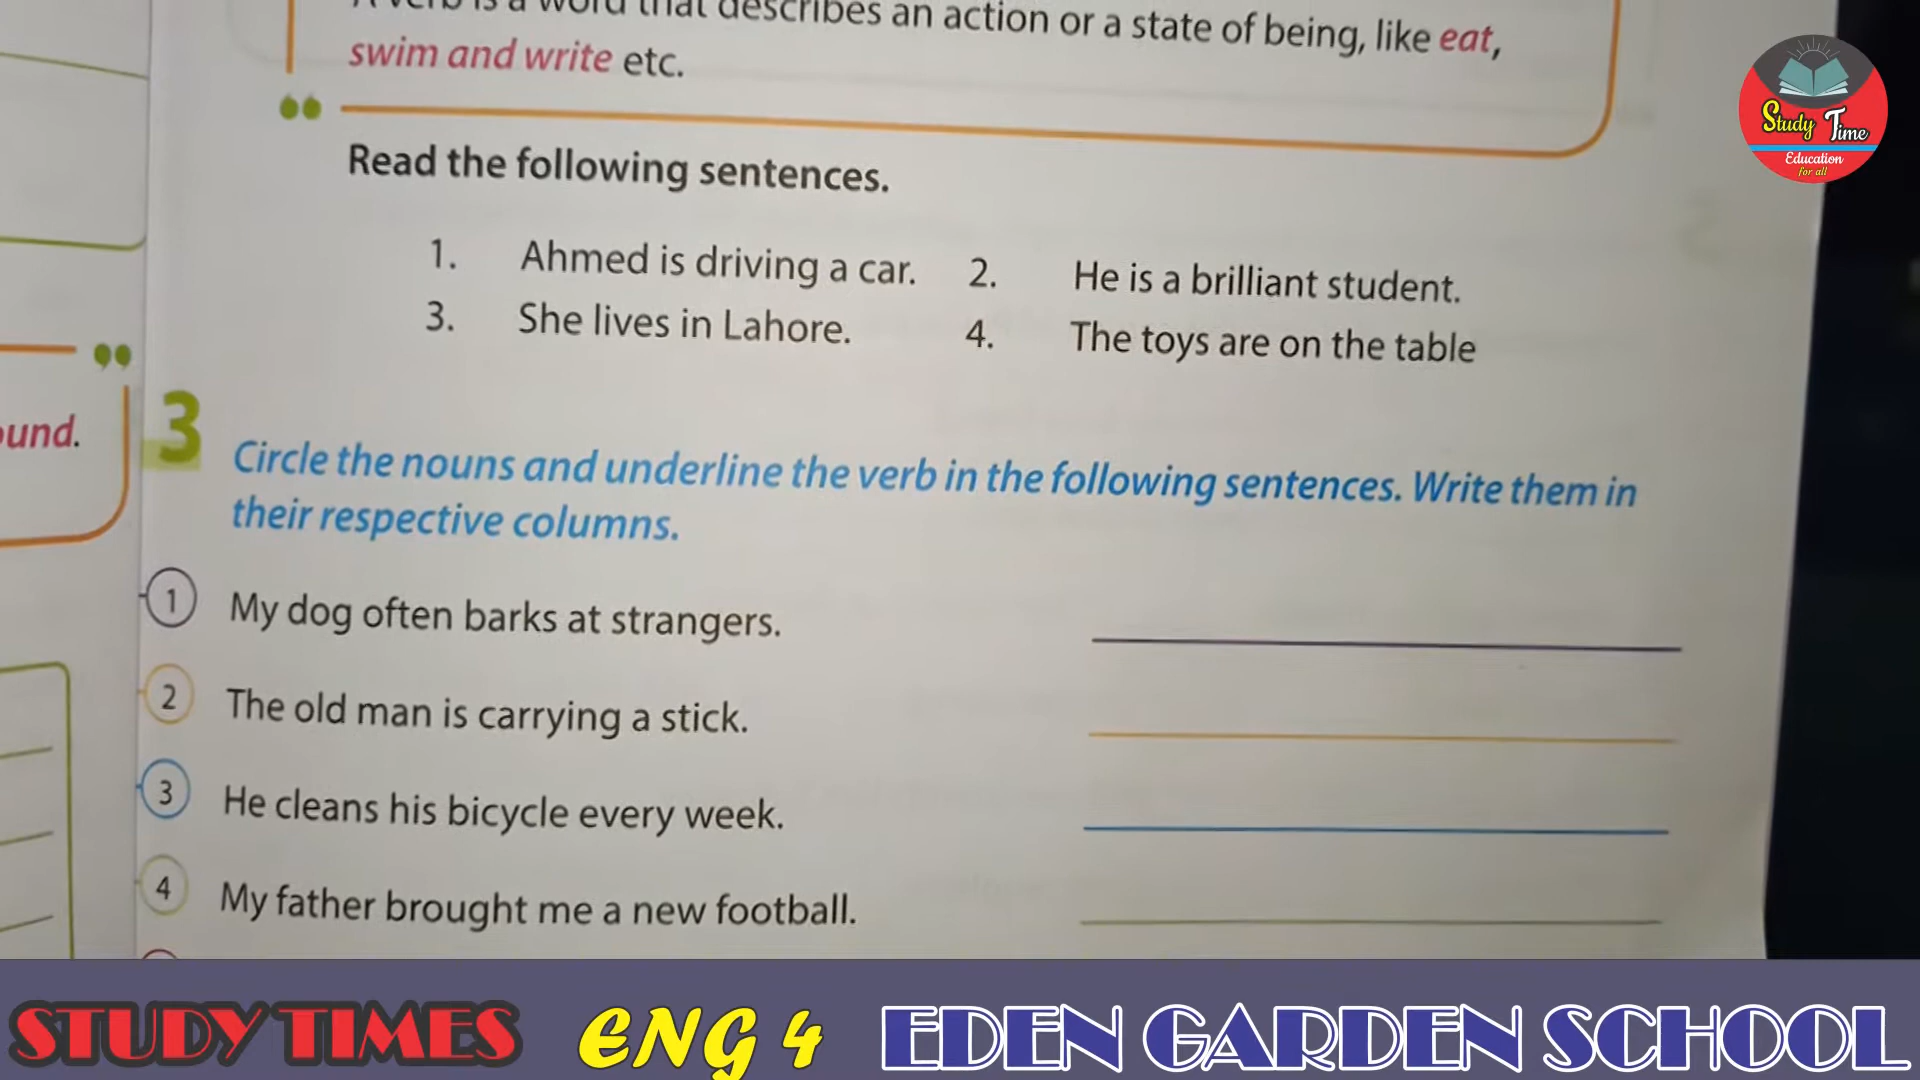 A verb is a word that describes an action or a state of being, like eat,
swim and write etc.
Read the following sentences.
1. Ahmed is driving a car. 2. He is a brilliant student.
3. She lives in Lahore. 4. The toys are on the table
ound.
3
Circle the nouns and underline the verb in the following sentences. Write them in
their respective columns.
1 My dog often barks at strangers.
2 The old man is carrying a stick.
3 He cleans his bicycle every week.
4 My father brought me a new football.
Study Time
Education
for all
STUDY TIMES ENG 4 EDEN GARDEN SCHOOL